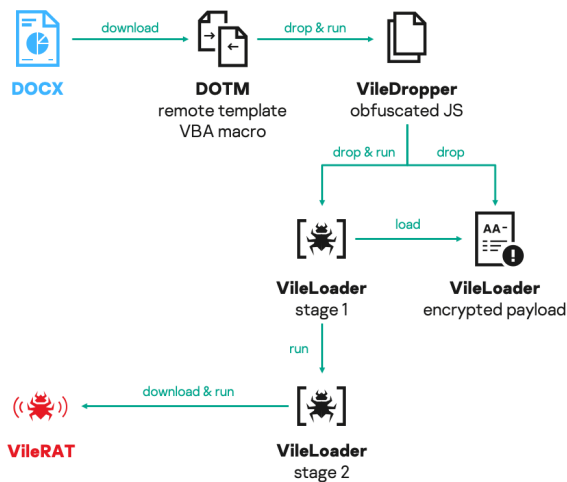 download
drop & run
DOCX
DOTM
remote template
VBA macro
VileDropper
obfuscated JS
drop & run
drop
load
AA-
VileLoader
stage 1
VileLoader
encrypted payload
run
download & run
VileRAT
VileLoader
stage 2